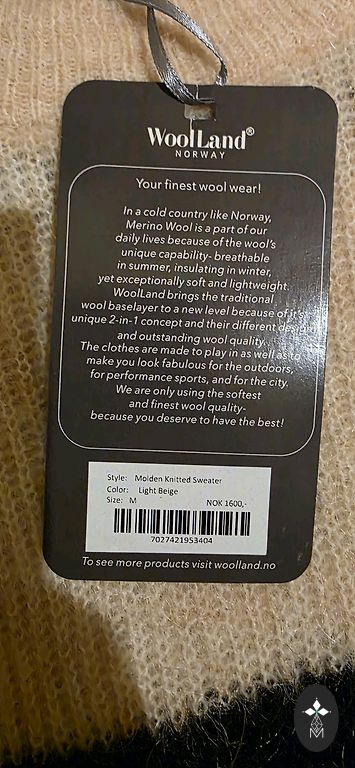 WoolLand®
NORWAY
Your finest wool wear!
In a cold country like Norway,
Merino Wool is a part of our
daily lives because of the wool's
unique capability- breathable
in summer, insulating in winter,
yet exceptionally soft and lightweight.
WoolLand brings the traditional
wool baselayer to a new level because of it's
unique 2-in-1 concept and their different design
and outstanding wool quality.
The clothes are made to play in as well as to
make you look fabulous for the outdoors,
for performance sports, and for the city.
We are only using the softest
and finest wool quality-
because you deserve to have the best!
Style: Molden Knitted Sweater
Color: Light Beige
Size: M NOK 1600,-
7027421953404
To see more products visit woolland.no
M